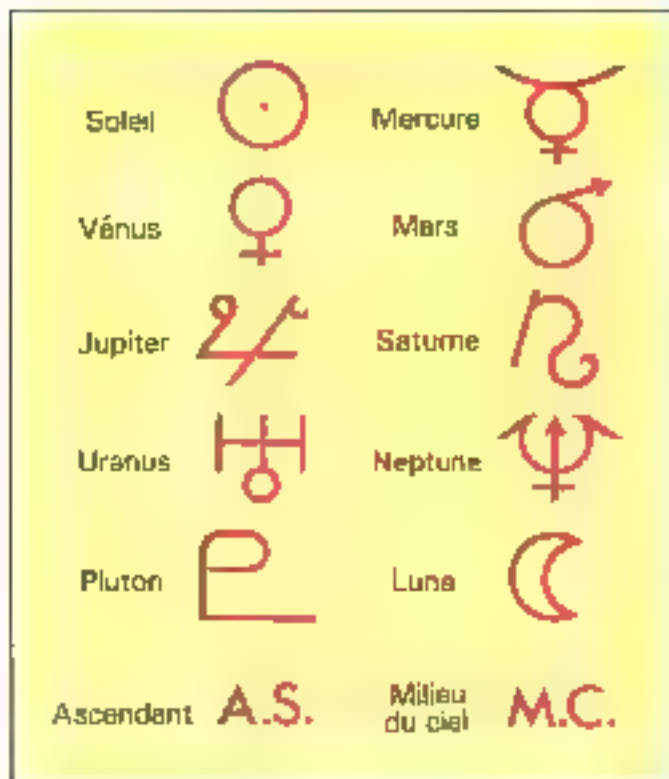 Soleil
Mercure
Vénus
Mars
Jupiter
Saturne
Uranus
Neptune
Pluton
Lune
Ascendant A.S.
Milieu
du ciel M.C.